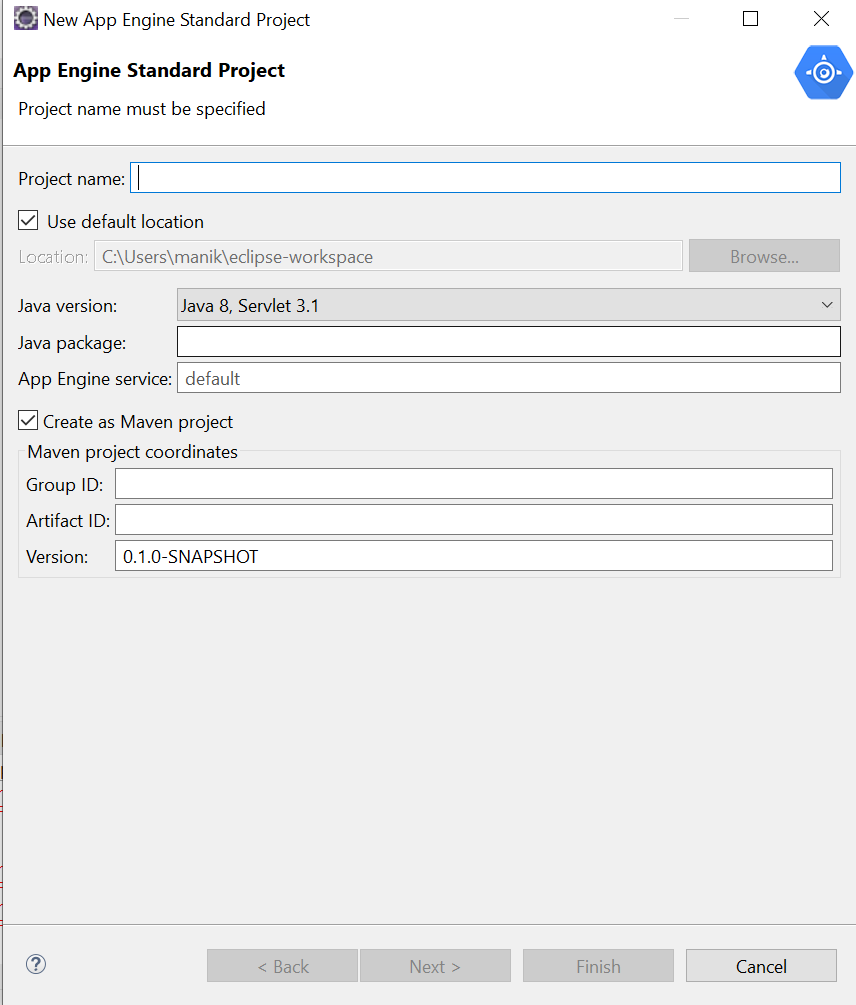 New App Engine Standard Project
App Engine Standard Project
Project name must be specified
Project name:
Use default location
Location: C:\Users\manik\eclipse-workspace Browse...
Java version: Java 8, Servlet 3.1
Java package:
App Engine service: default
Create as Maven project
Maven project coordinates
Group ID:
Artifact ID:
Version: 0.1.0-SNAPSHOT
? < Back Next > Finish Cancel